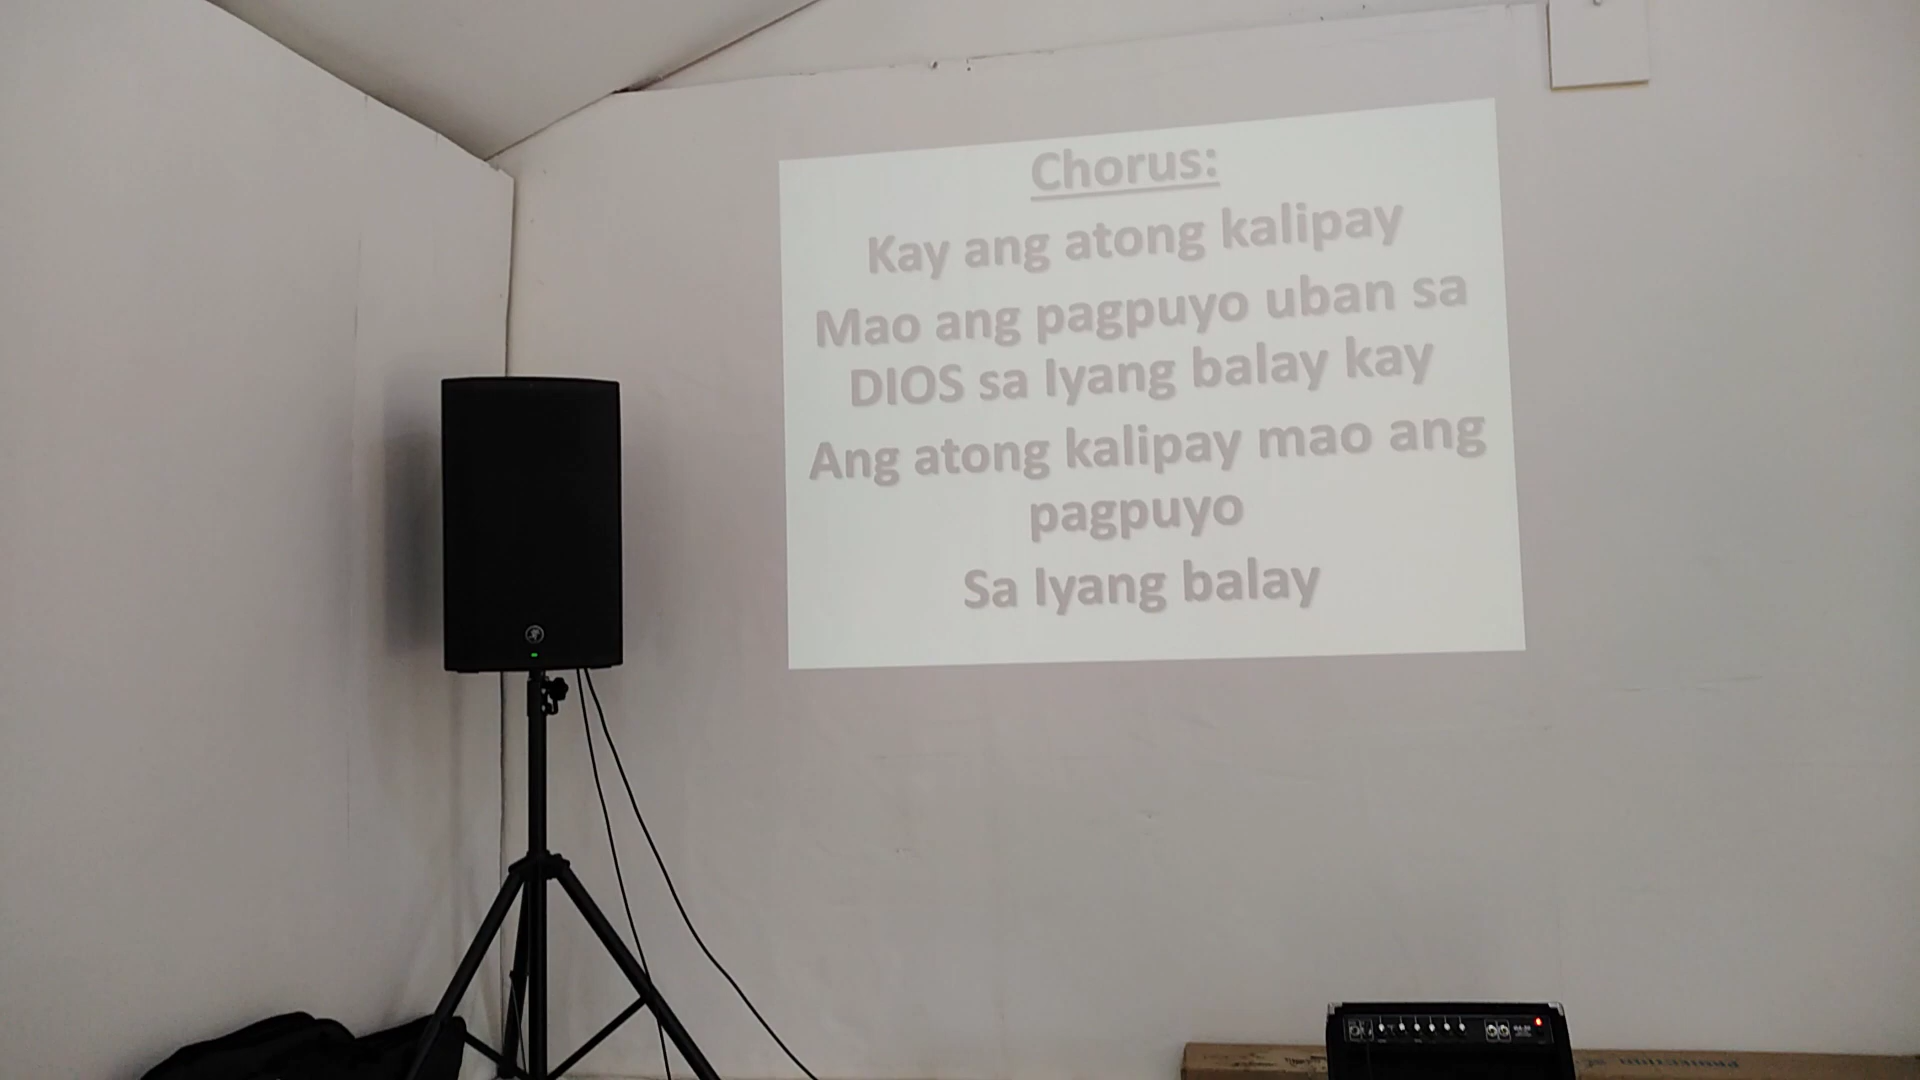 Chorus:
Kay ang atong kalipay
Mao ang pagpuyo uban sa
DIOS sa Iyang balay kay
Ang atong kalipay mao ang
pagpuyo
Sa Iyang balay